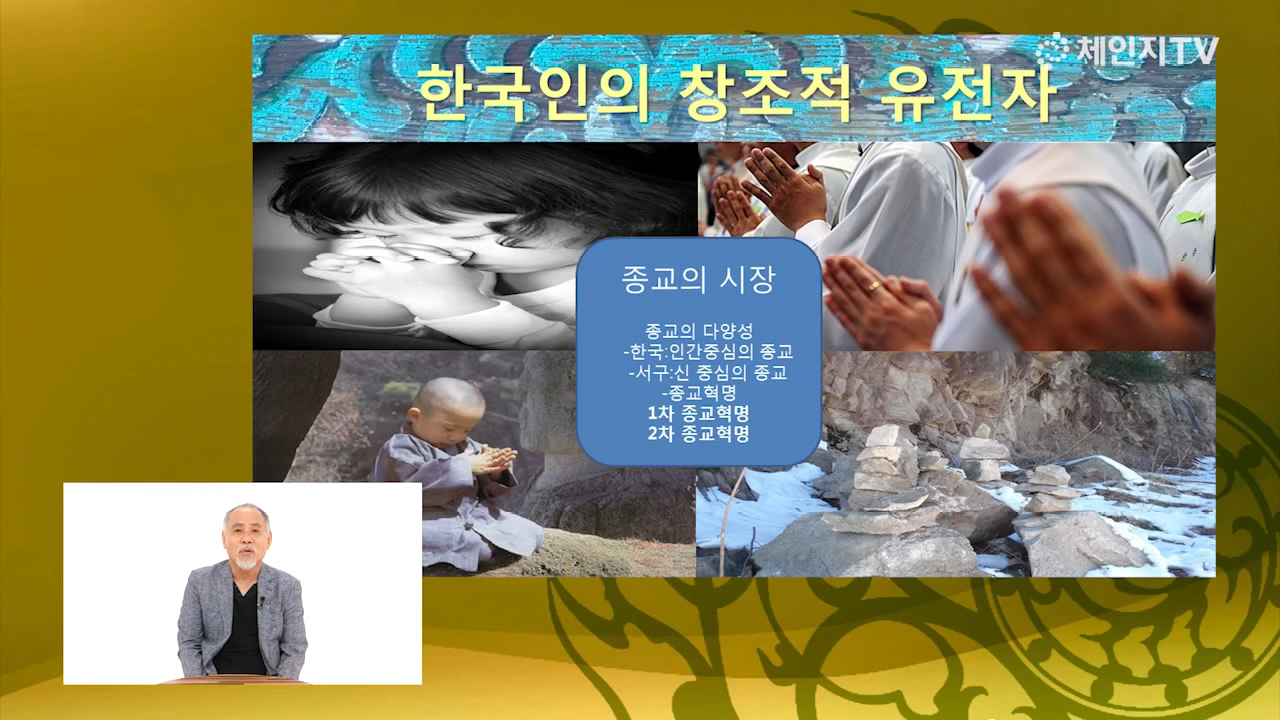 체인지TV
한국인의 창조적 유전자
종교의 시장
종교의 다양성
-한국:인간중심의 종교
-서구:신 중심의 종교
-종교혁명
1차 종교혁명
2차 종교혁명